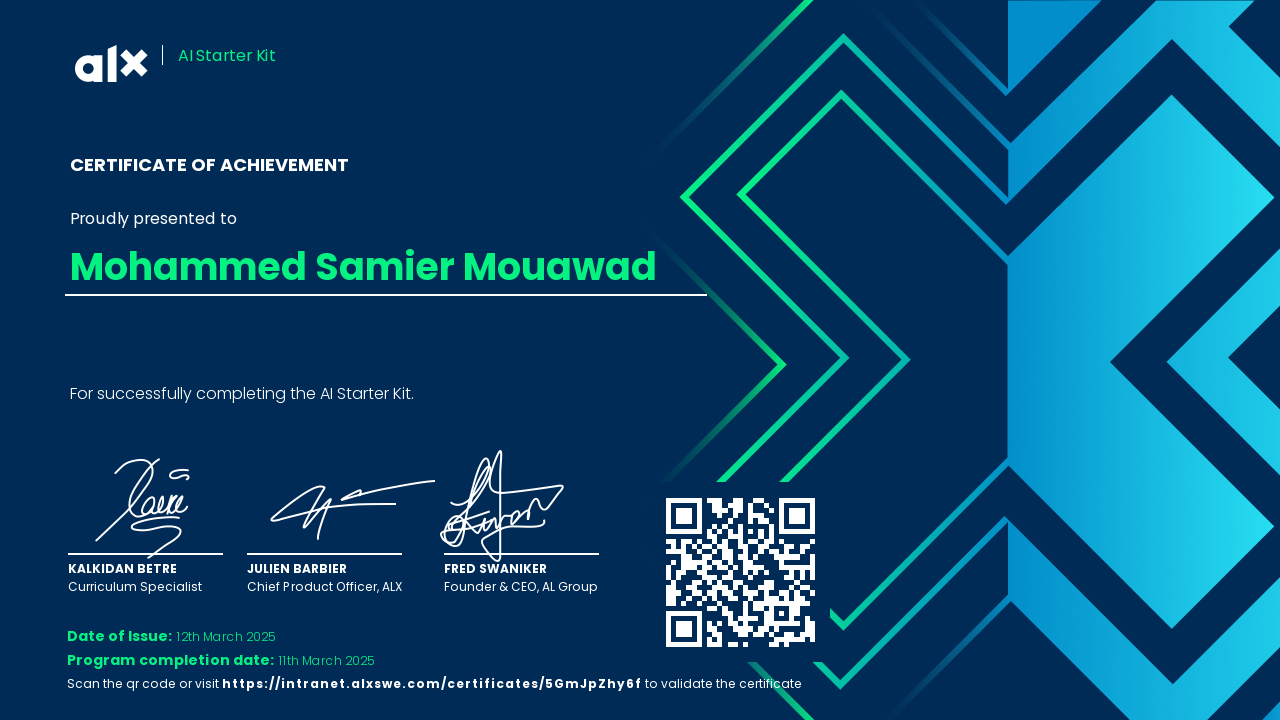 alx | AI Starter Kit
CERTIFICATE OF ACHIEVEMENT
Proudly presented to
Mohammed Samier Mouawad
For successfully completing the AI Starter Kit.
KALKIDAN BETRE
Curriculum Specialist
JULIEN BARBIER
Chief Product Officer, ALX
FRED SWANIKER
Founder & CEO, AL Group
Date of Issue: 12th March 2025
Program completion date: 11th March 2025
Scan the qr code or visit https://intranet.alxswe.com/certificates/5GmJpZhy6f to validate the certificate